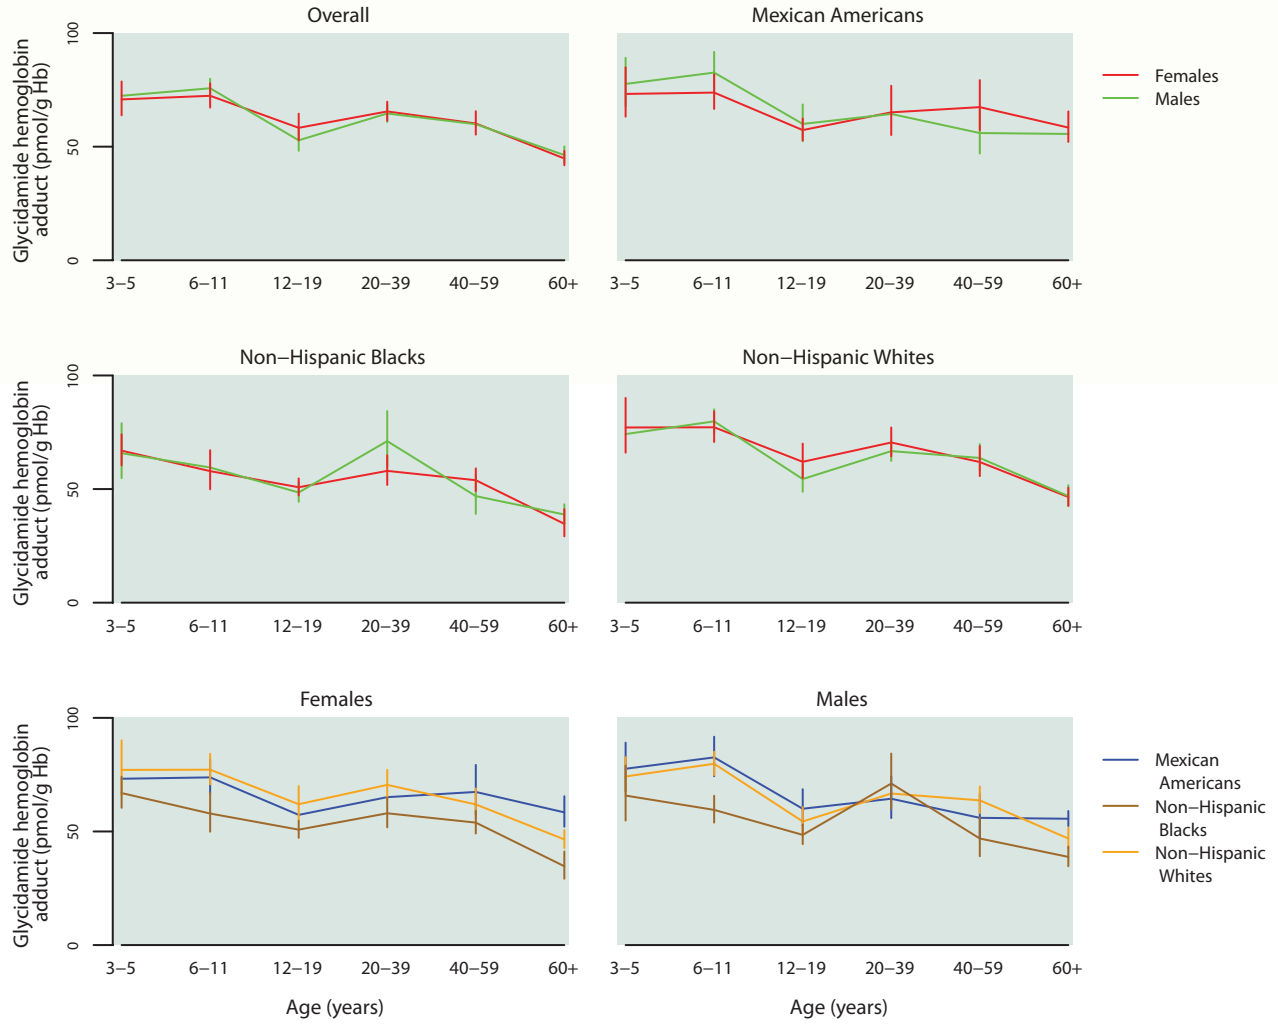 Overall
Mexican Americans
Glycidamide hemoglobin
adduct (pmol/g Hb)
100
50
0
3−5 6−11 12−19 20−39 40−59 60+
3−5 6−11 12−19 20−39 40−59 60+
Females
Males
Non−Hispanic Blacks
Non−Hispanic Whites
Glycidamide hemoglobin
adduct (pmol/g Hb)
100
50
0
3−5 6−11 12−19 20−39 40−59 60+
3−5 6−11 12−19 20−39 40−59 60+
Females
Males
Glycidamide hemoglobin
adduct (pmol/g Hb)
100
50
0
3−5 6−11 12−19 20−39 40−59 60+
3−5 6−11 12−19 20−39 40−59 60+
Age (years)
Age (years)
Mexican
Americans
Non−Hispanic
Blacks
Non−Hispanic
Whites